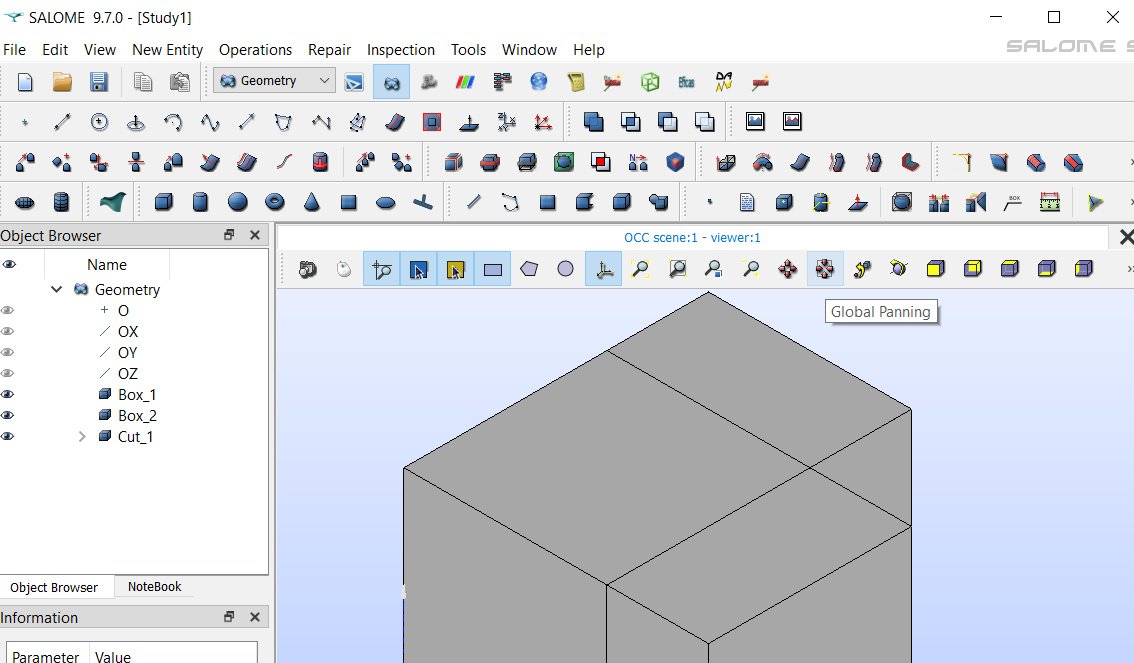 SALOME 9.7.0 - [Study1]
File Edit View New Entity Operations Repair Inspection Tools Window Help
SALOME
Geometry
Eficas
BOX
Object Browser
OCC scene:1 - viewer:1
Name
Geometry
Global Panning
O
OX
OY
OZ
Box_1
Box_2
Cut_1
Object Browser NoteBook
Information
Parameter Value